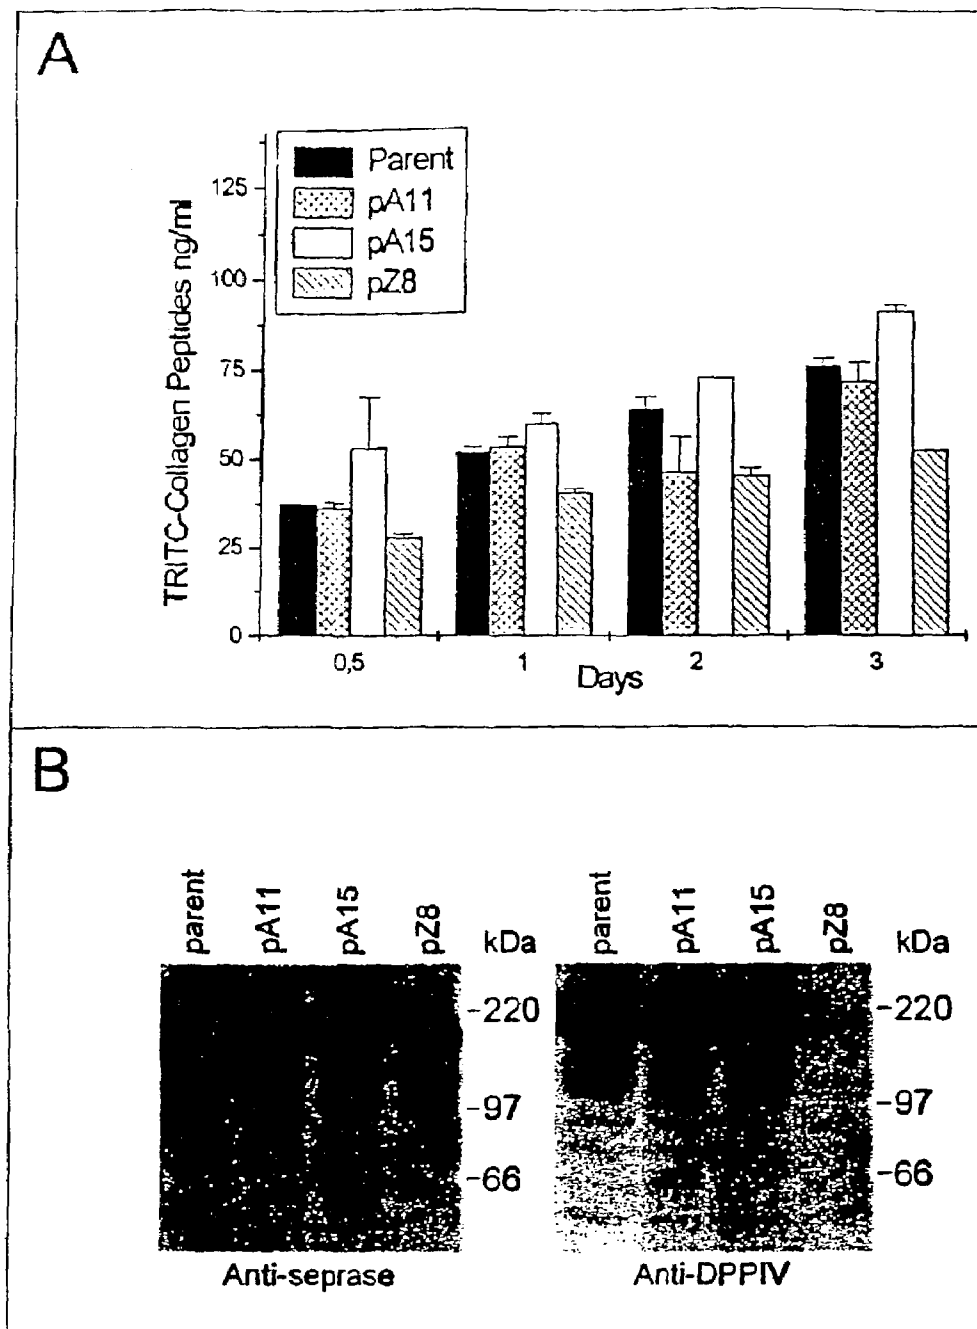 A
Parent
pA11
pA15
pZ8
TRITC-Collagen Peptides ng/ml
125
100
75
50
25
0
0,5 1 2 3
Days
B
parent pA11 pA15 pZ8 kDa
-220
-97
-66
Anti-seprase
parent pA11 pA15 pZ8 kDa
-220
-97
-66
Anti-DPPIV